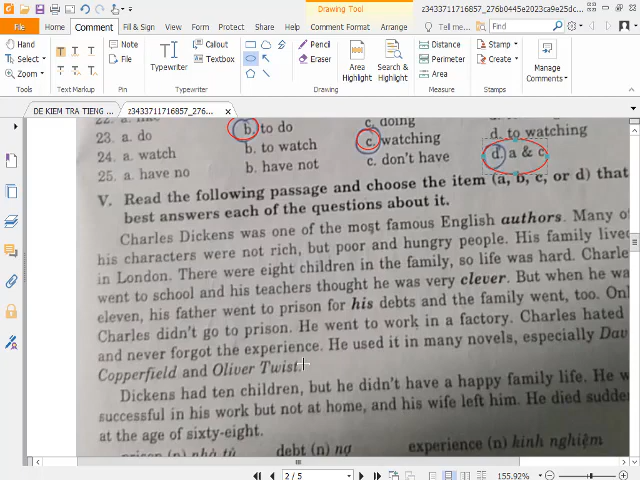 Drawing Tool
z3433711716857_276b0445e2023ca9e25dc...
File
Home
Comment
View
Form
Protect
Share
Help
Format Comment
Arrange
Tell me...
Find
Hand
Select
Text Markup
Typewriter
Note
File
Callout
Textbox
Pencil
Eraser
Area Highlight
Search & Highlight
Distance
Perimeter
Area
Stamp
Create
Manage Comments
DE KIEM TRA TIENG
z3433711716857_276...
c. doing
23. a. do
b. to do
c. watching
d. to watching
24. a. watch
b. to watch
c. don't have
d. a & c
25. a. have no
b. have not
V. Read the following passage and choose the item (a, b, c, or d) that
best answers each of the questions about it.
Charles Dickens was one of the most famous English authors. Many of
his characters were not rich, but poor and hungry people. His family live
in London. There were eight children in the family, so life was hard. Charle
went to school and his teachers thought he was very clever. But when he wa
eleven, his father went to prison for his debts and the family went, too. Onl
Charles didn't go to prison. He went to work in a factory. Charles hated
and never forgot the experience. He used it in many novels, especially Dav
Copperfield and Oliver Twist.
Dickens had ten children, but he didn't have a happy family life. He w
successful in his work but not at home, and his wife left him. He died sudde
at the age of sixty-eight.
prison (n) nhà tù
debt (n) nợ
experience (n) kinh nghiệm
2 / 5
155.92%